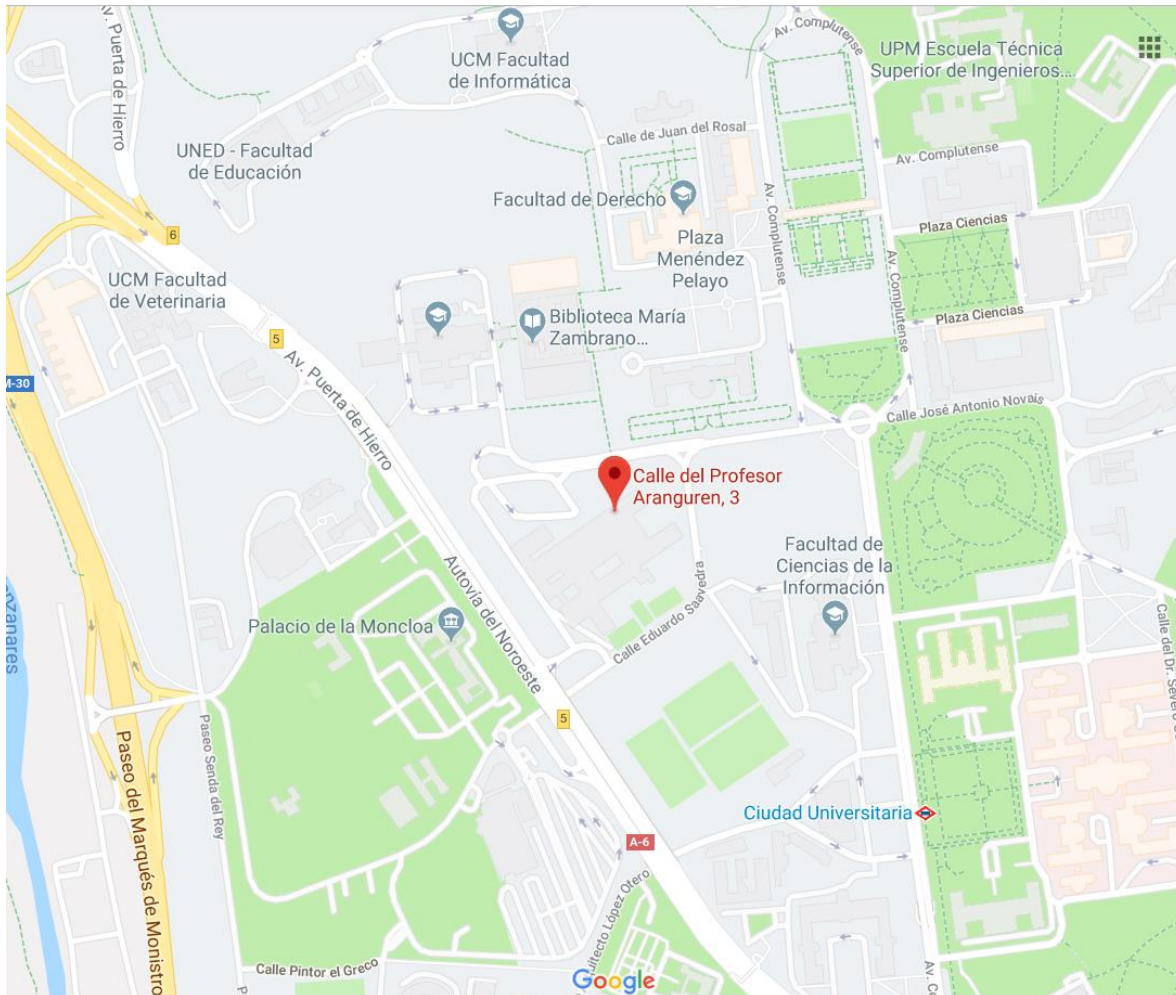 Av. Puerta de Hierro
UCM Facultad
de Informática
Av. Complutense
UPM Escuela Técnica
Superior de Ingenieros...
UNED - Facultad
de Educación
Calle de Juan del Rosal
Av. Complutense
Facultad de Derecho
Av. Complutense
Plaza Ciencias
Plaza
Menéndez
Pelayo
6
UCM Facultad
de Veterinaria
Av. Complutense
5
Biblioteca María
Zambrano...
Plaza Ciencias
M-30
Av. Puerta de Hierro
Calle José Antonio Novais
Calle del Profesor
Aranguren, 3
Facultad de
Ciencias de la
Información
Autovía del Noroeste
Calle Eduardo Saavedra
Palacio de la Moncloa
5
Paseo Senda del Rey
Paseo del Marqués de Monistro
Ciudad Universitaria
A-6
Calle Pintor el Greco
Google